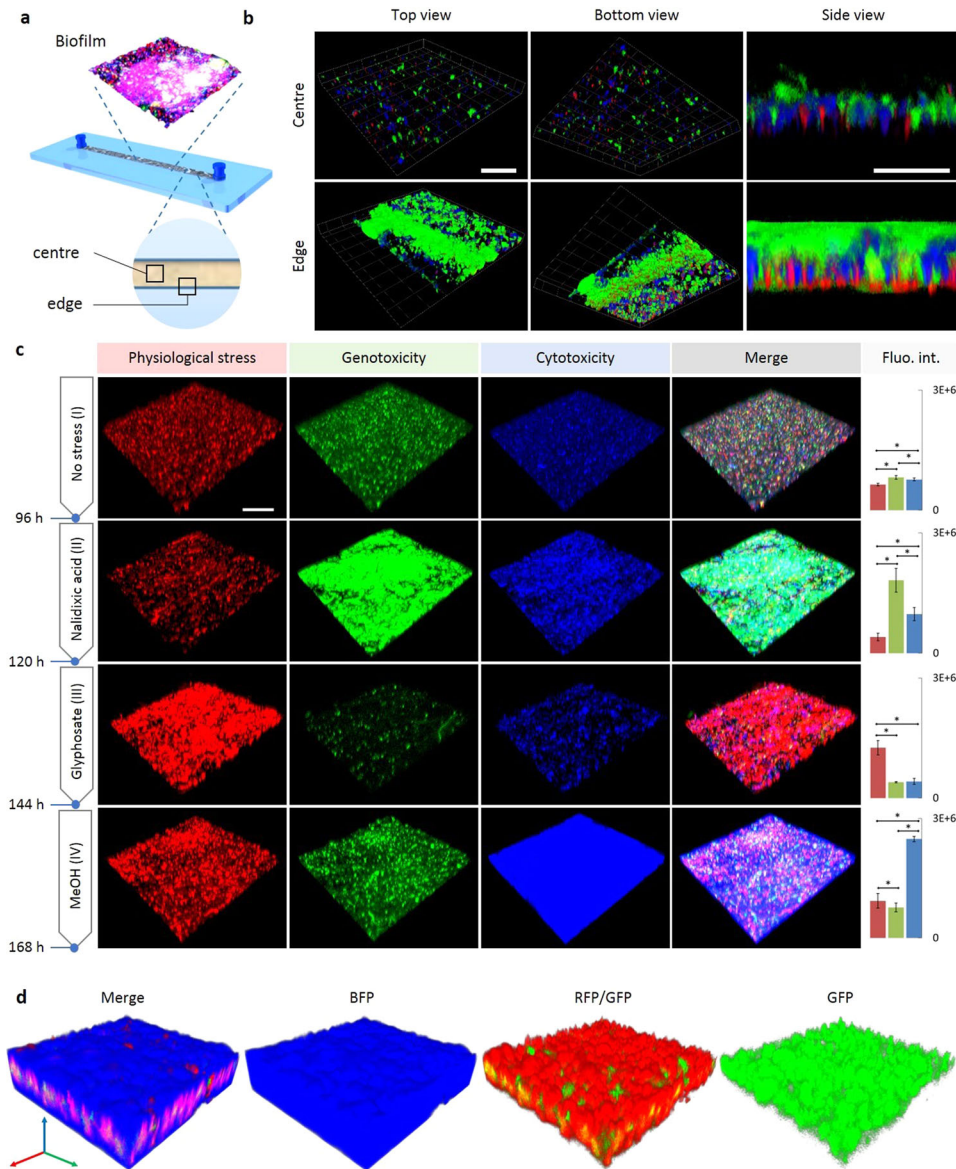 a
Biofilm
centre
edge
b
Top view
Bottom view
Side view
Centre
Edge
c
Physiological stress
Genotoxicity
Cytotoxicity
Merge
Fluo. int.
No stress (I)
96 h
3E+6
*
*
*
0
Nalidixic acid (II)
120 h
3E+6
*
*
*
0
Glyphosate (III)
144 h
3E+6
*
*
0
MeOH (IV)
168 h
3E+6
*
*
*
0
d
Merge
BFP
RFP/GFP
GFP